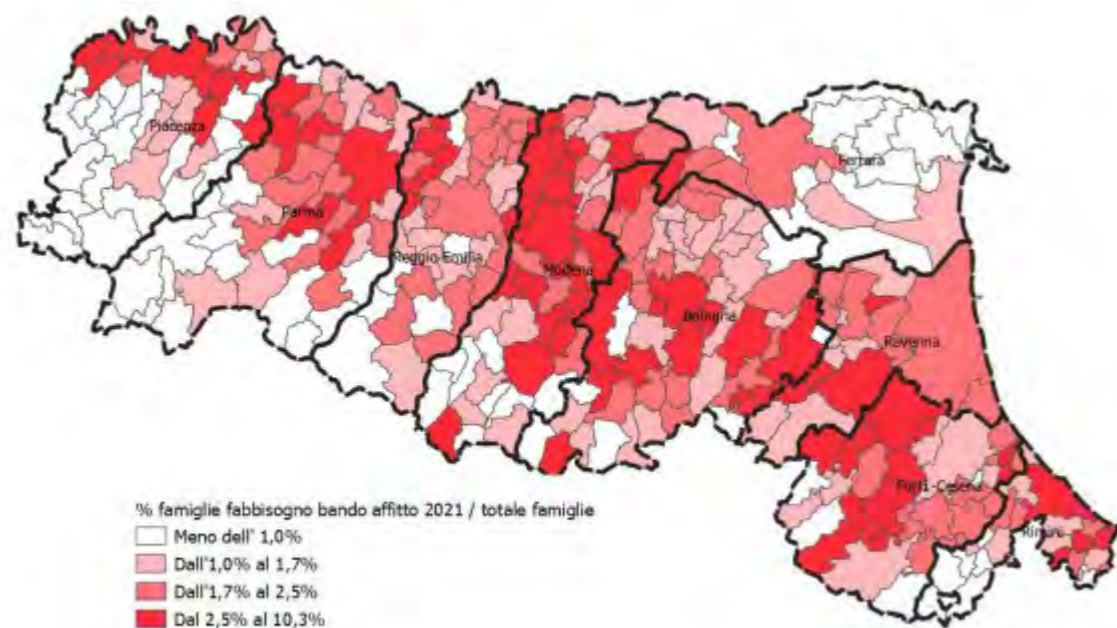 Piacenza
Ferrara
Parma
Reggio Emilia
Modena
Bologna
Ravenna
Forlì-Cesena
Rimini
% famiglie fabbisogno bando affitto 2021 / totale famiglie
Meno dell' 1,0%
Dall'1,0% al 1,7%
Dall'1,7% al 2,5%
Dal 2,5% al 10,3%